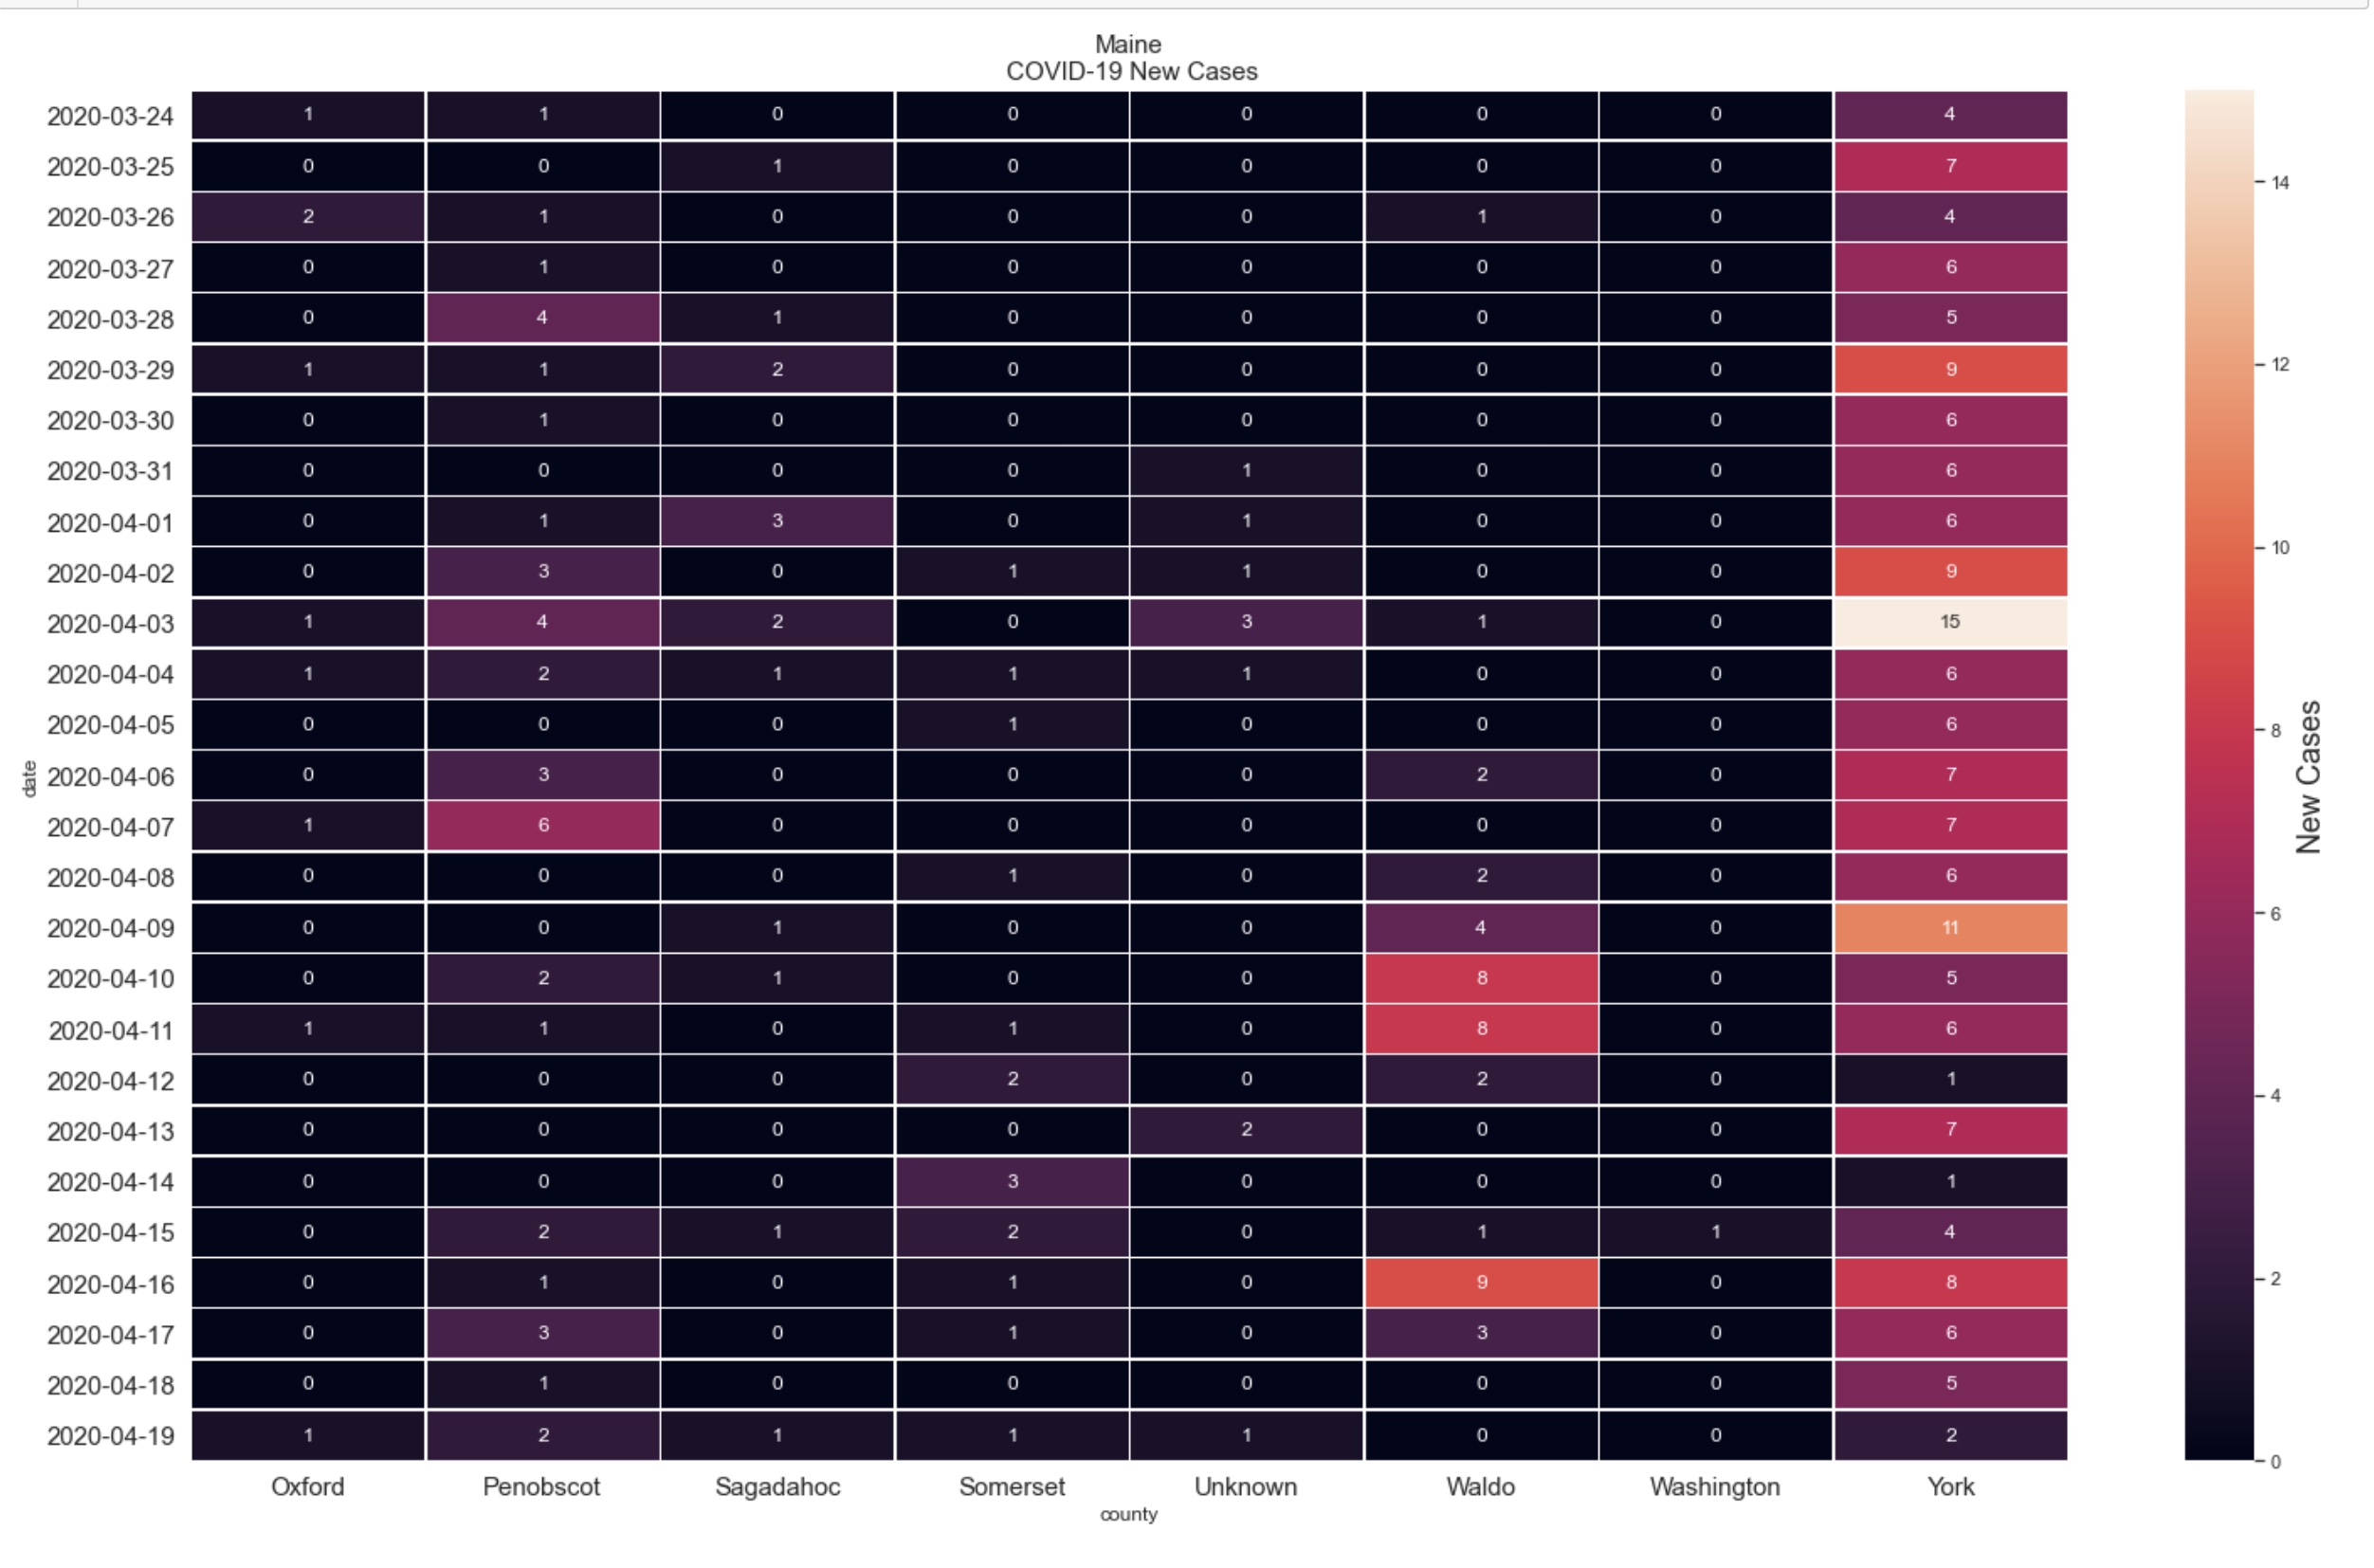 Maine
COVID-19 New Cases
2020-03-24 1 1 0 0 0 0 0 4
2020-03-25 0 0 1 0 0 0 0 7
2020-03-26 2 1 0 0 0 1 0 4
2020-03-27 0 1 0 0 0 0 0 6
2020-03-28 0 4 1 0 0 0 0 5
2020-03-29 1 1 2 0 0 0 0 9
2020-03-30 0 1 0 0 0 0 0 6
2020-03-31 0 0 0 0 1 0 0 6
2020-04-01 0 1 3 0 1 0 0 6
2020-04-02 0 3 0 1 1 0 0 9
2020-04-03 1 4 2 0 3 1 0 15
2020-04-04 1 2 1 1 1 0 0 6
2020-04-05 0 0 0 1 0 0 0 6
2020-04-06 0 3 0 0 0 2 0 7
2020-04-07 1 6 0 0 0 0 0 7
2020-04-08 0 0 0 1 0 2 0 6
2020-04-09 0 0 1 0 0 4 0 11
2020-04-10 0 2 1 0 0 8 0 5
2020-04-11 1 1 0 1 0 8 0 6
2020-04-12 0 0 0 2 0 2 0 1
2020-04-13 0 0 0 0 2 0 0 7
2020-04-14 0 0 0 3 0 0 0 1
2020-04-15 0 2 1 2 0 1 1 4
2020-04-16 0 1 0 1 0 9 0 8
2020-04-17 0 3 0 1 0 3 0 6
2020-04-18 0 1 0 0 0 0 0 5
2020-04-19 1 2 1 1 1 0 0 2
Oxford Penobscot Sagadahoc Somerset Unknown Waldo Washington York
county
date
14
12
10
8
6
4
2
0
New Cases